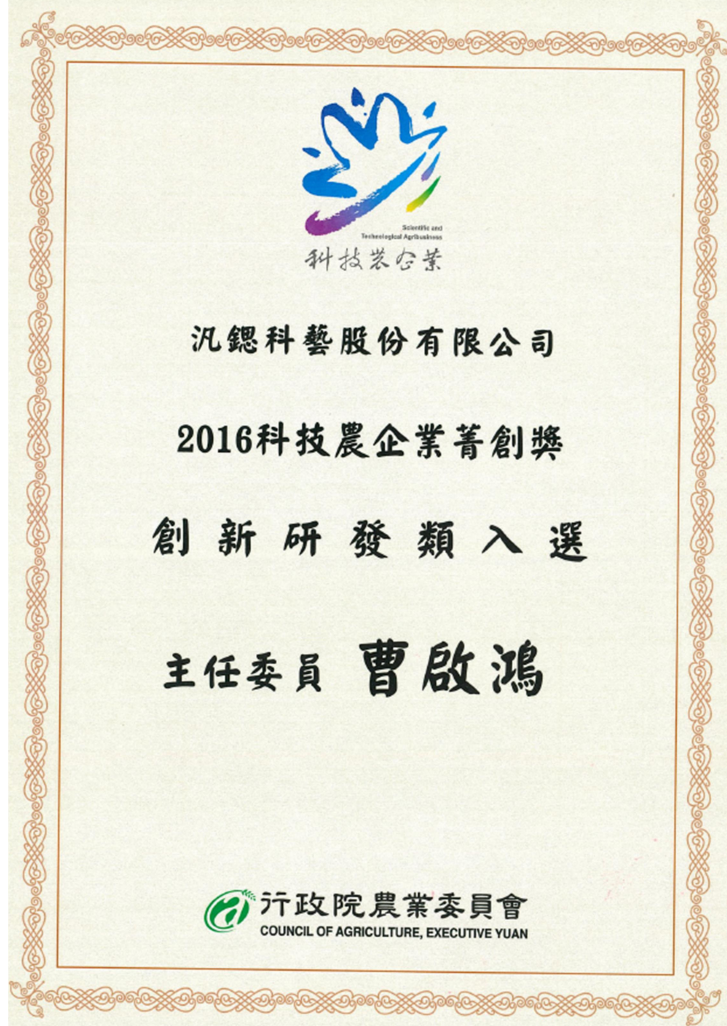 Scientific and
Technological Agribusiness
科技農企業
汎鍶科藝股份有限公司
2016科技農企業菁創獎
創新研發類入選
主任委員 曹啟鴻
行政院農業委員會
COUNCIL OF AGRICULTURE, EXECUTIVE YUAN